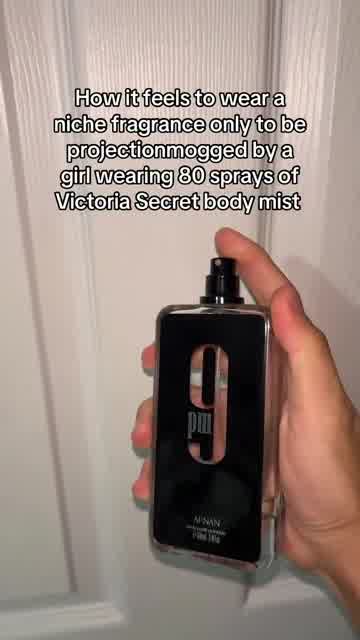 How it feels to wear a
niche fragrance only to be
projectionmogged by a
girl wearing 80 sprays of
Victoria Secret body mist
9
pm
AFNAN